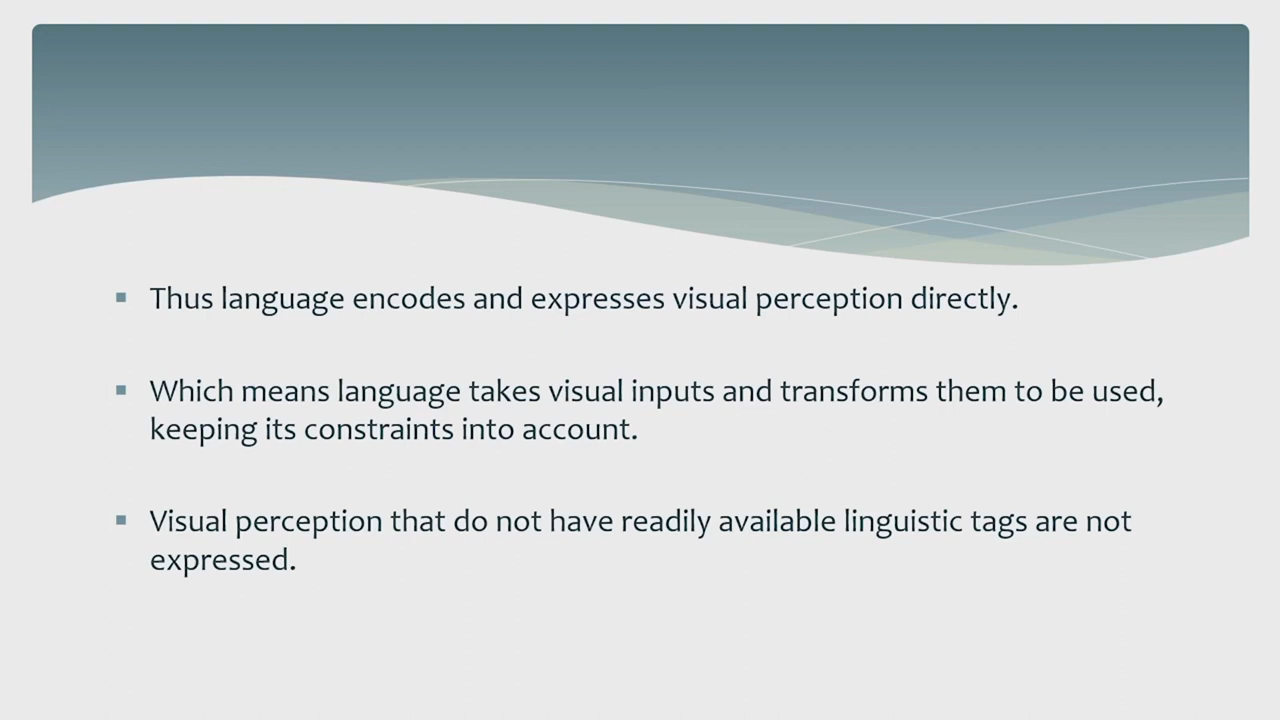 Thus language encodes and expresses visual perception directly.
Which means language takes visual inputs and transforms them to be used,
keeping its constraints into account.
Visual perception that do not have readily available linguistic tags are not
expressed.